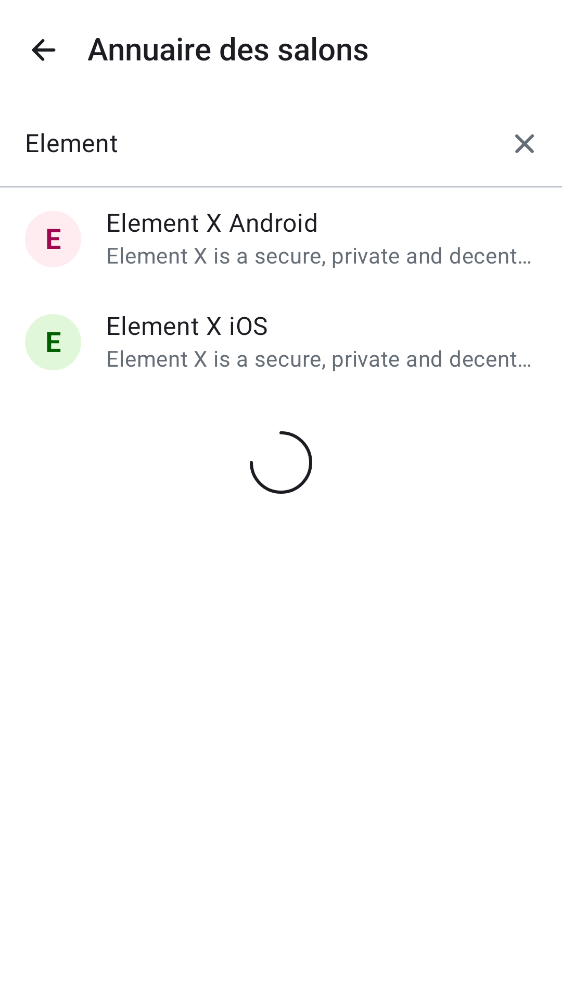 Annuaire des salons
Element
E
Element X Android
Element X is a secure, private and decent…
E
Element X iOS
Element X is a secure, private and decent…